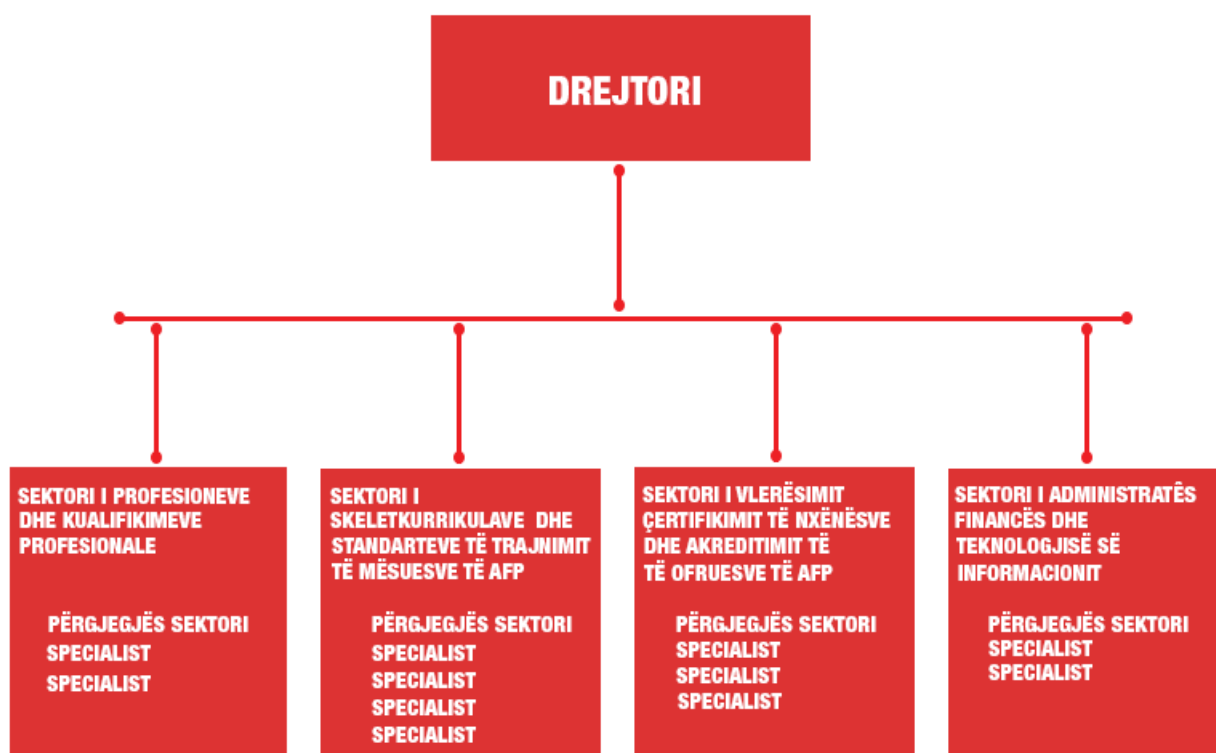 DREJTORI
SEKTORI I PROFESIONEVE
DHE KUALIFIKIMEVE
PROFESIONALE
PËRGJEGJËS SEKTORI
SPECIALIST
SPECIALIST
SEKTORI I
SKELETKURRIKULAVE DHE
STANDARTEVE TË TRAJNIMIT
TË MËSUESVE TË AFP
PËRGJEGJËS SEKTORI
SPECIALIST
SPECIALIST
SPECIALIST
SPECIALIST
SEKTORI I VLERËSIMIT
ÇERTIFIKIMIT TË NXËNËSVE
DHE AKREDITIMIT TË
TË OFRUESVE TË AFP
PËRGJEGJËS SEKTORI
SPECIALIST
SPECIALIST
SPECIALIST
SEKTORI I ADMINISTRATÊS
FINANCËS DHE
TEKNOLOGJISË SË
INFORMACIONIT
PËRGJEGJËS SEKTORI
SPECIALIST
SPECIALIST